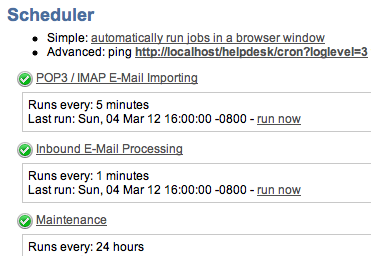 Scheduler
Simple: automatically run jobs in a browser window
Advanced: ping http://localhost/helpdesk/cron?loglevel=3
POP3 / IMAP E-Mail Importing
Runs every: 5 minutes
Last run: Sun, 04 Mar 12 16:00:00 -0800 - run now
Inbound E-Mail Processing
Runs every: 1 minutes
Last run: Sun, 04 Mar 12 16:00:00 -0800 - run now
Maintenance
Runs every: 24 hours